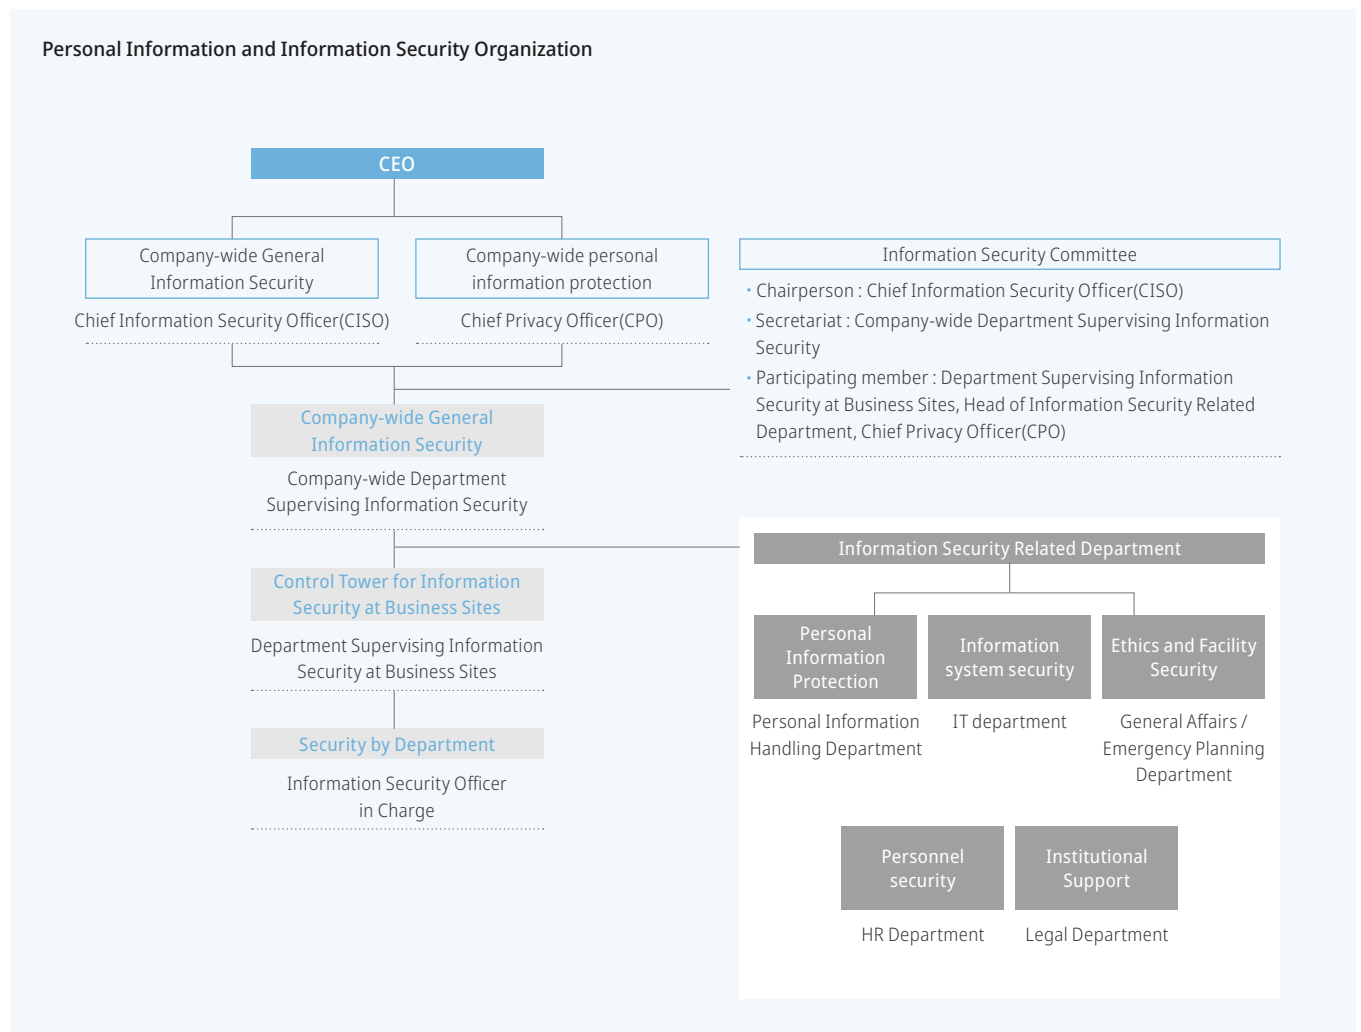 Personal Information and Information Security Organization
CEO
Company-wide General
Information Security
Chief Information Security Officer(CISO)
Company-wide personal
information protection
Chief Privacy Officer(CPO)
Information Security Committee
• Chairperson : Chief Information Security Officer(CISO)
• Secretariat : Company-wide Department Supervising Information
Security
• Participating member : Department Supervising Information
Security at Business Sites, Head of Information Security Related
Department, Chief Privacy Officer(CPO)
Company-wide General
Information Security
Company-wide Department
Supervising Information Security
Control Tower for Information
Security at Business Sites
Department Supervising Information
Security at Business Sites
Security by Department
Information Security Officer
in Charge
Information Security Related Department
Personal
Information
Protection
Personal Information
Handling Department
Information
system security
IT department
Ethics and Facility
Security
General Affairs /
Emergency Planning
Department
Personnel
security
HR Department
Institutional
Support
Legal Department